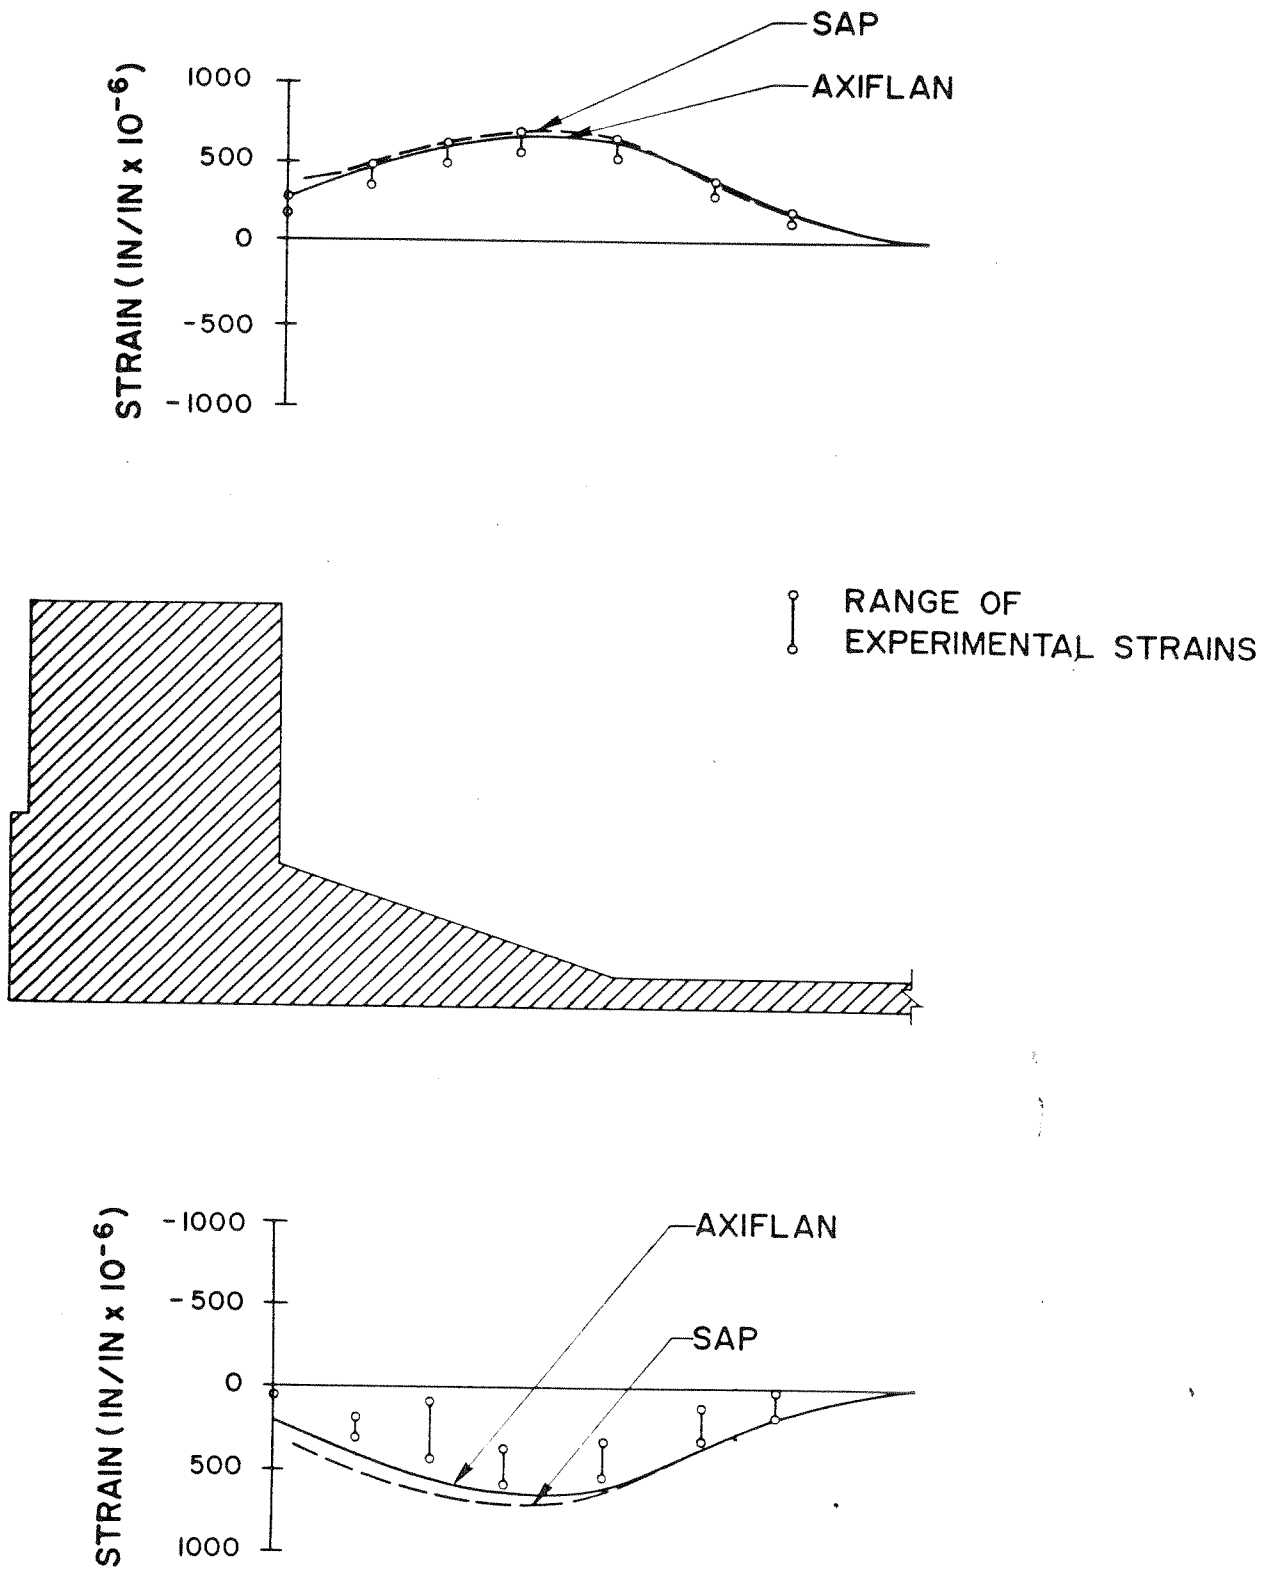 SAP
AXIFLAN
STRAIN (IN/IN x 10⁻⁶)
1000
500
0
-500
-1000
RANGE OF
EXPERIMENTAL STRAINS
STRAIN (IN/IN x 10⁻⁶)
-1000
-500
0
500
1000
AXIFLAN
SAP